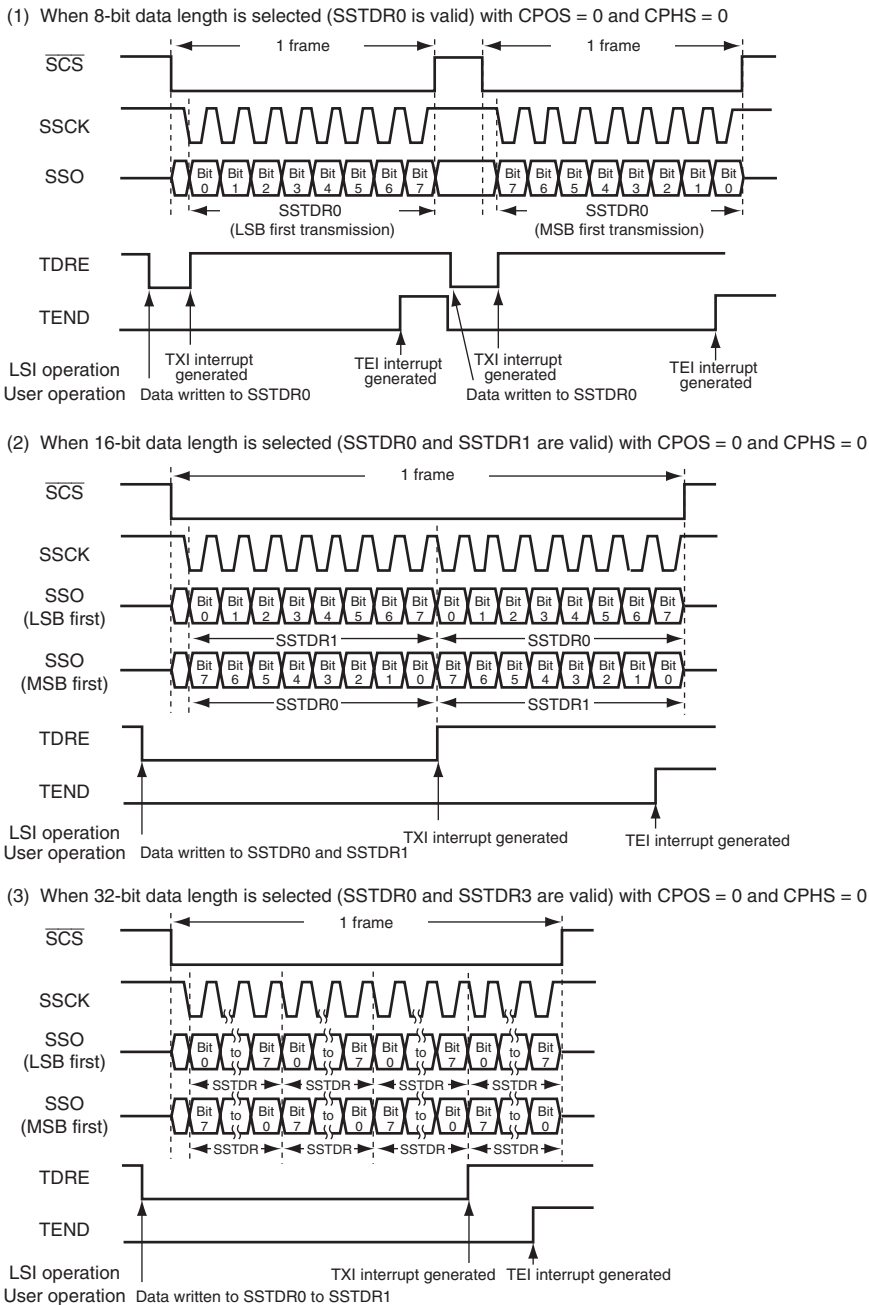 (1) When 8-bit data length is selected (SSTDR0 is valid) with CPOS = 0 and CPHS = 0
1 frame 1 frame
SCS
SSCK
SSO Bit 0 Bit 1 Bit 2 Bit 3 Bit 4 Bit 5 Bit 6 Bit 7 Bit 7 Bit 6 Bit 5 Bit 4 Bit 3 Bit 2 Bit 1 Bit 0
SSTDR0 SSTDR0
(LSB first transmission) (MSB first transmission)
TDRE
TEND
LSI operation TXI interrupt generated TEI interrupt generated TXI interrupt generated TEI interrupt generated
User operation Data written to SSTDR0 Data written to SSTDR0
(2) When 16-bit data length is selected (SSTDR0 and SSTDR1 are valid) with CPOS = 0 and CPHS = 0
1 frame
SCS
SSCK
SSO (LSB first) Bit 0 Bit 1 Bit 2 Bit 3 Bit 4 Bit 5 Bit 6 Bit 7 Bit 0 Bit 1 Bit 2 Bit 3 Bit 4 Bit 5 Bit 6 Bit 7
SSTDR1 SSTDR0
SSO (MSB first) Bit 7 Bit 6 Bit 5 Bit 4 Bit 3 Bit 2 Bit 1 Bit 0 Bit 7 Bit 6 Bit 5 Bit 4 Bit 3 Bit 2 Bit 1 Bit 0
SSTDR0 SSTDR1
TDRE
TEND
LSI operation TXI interrupt generated TEI interrupt generated
User operation Data written to SSTDR0 and SSTDR1
(3) When 32-bit data length is selected (SSTDR0 and SSTDR3 are valid) with CPOS = 0 and CPHS = 0
1 frame
SCS
SSCK
SSO (LSB first) Bit 0 to Bit 7 Bit 0 to Bit 7 Bit 0 to Bit 7 Bit 0 to Bit 7
SSTDR SSTDR SSTDR SSTDR
SSO (MSB first) Bit 7 to Bit 0 Bit 7 to Bit 0 Bit 7 to Bit 0 Bit 7 to Bit 0
SSTDR SSTDR SSTDR SSTDR
TDRE
TEND
LSI operation TXI interrupt generated TEI interrupt generated
User operation Data written to SSTDR0 to SSTDR1